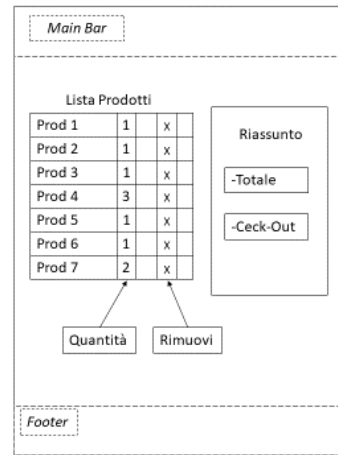 Main Bar
Lista Prodotti
Prod 1 1 x
Prod 2 1 x
Prod 3 1 x
Prod 4 3 x
Prod 5 1 x
Prod 6 1 x
Prod 7 2 x
Riassunto
-Totale
-Ceck-Out
Quantità
Rimuovi
Footer